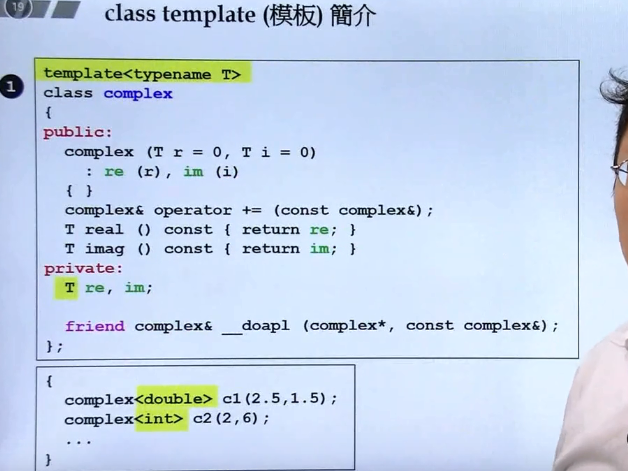 19
class template (模板) 簡介
1
template<typename T>
class complex
{
public:
complex (T r = 0, T i = 0)
: re (r), im (i)
{ }
complex& operator += (const complex&);
T real () const { return re; }
T imag () const { return im; }
private:
T re, im;
friend complex& __doapl (complex*, const complex&);
};
{
complex<double> c1(2.5,1.5);
complex<int> c2(2,6);
...
}